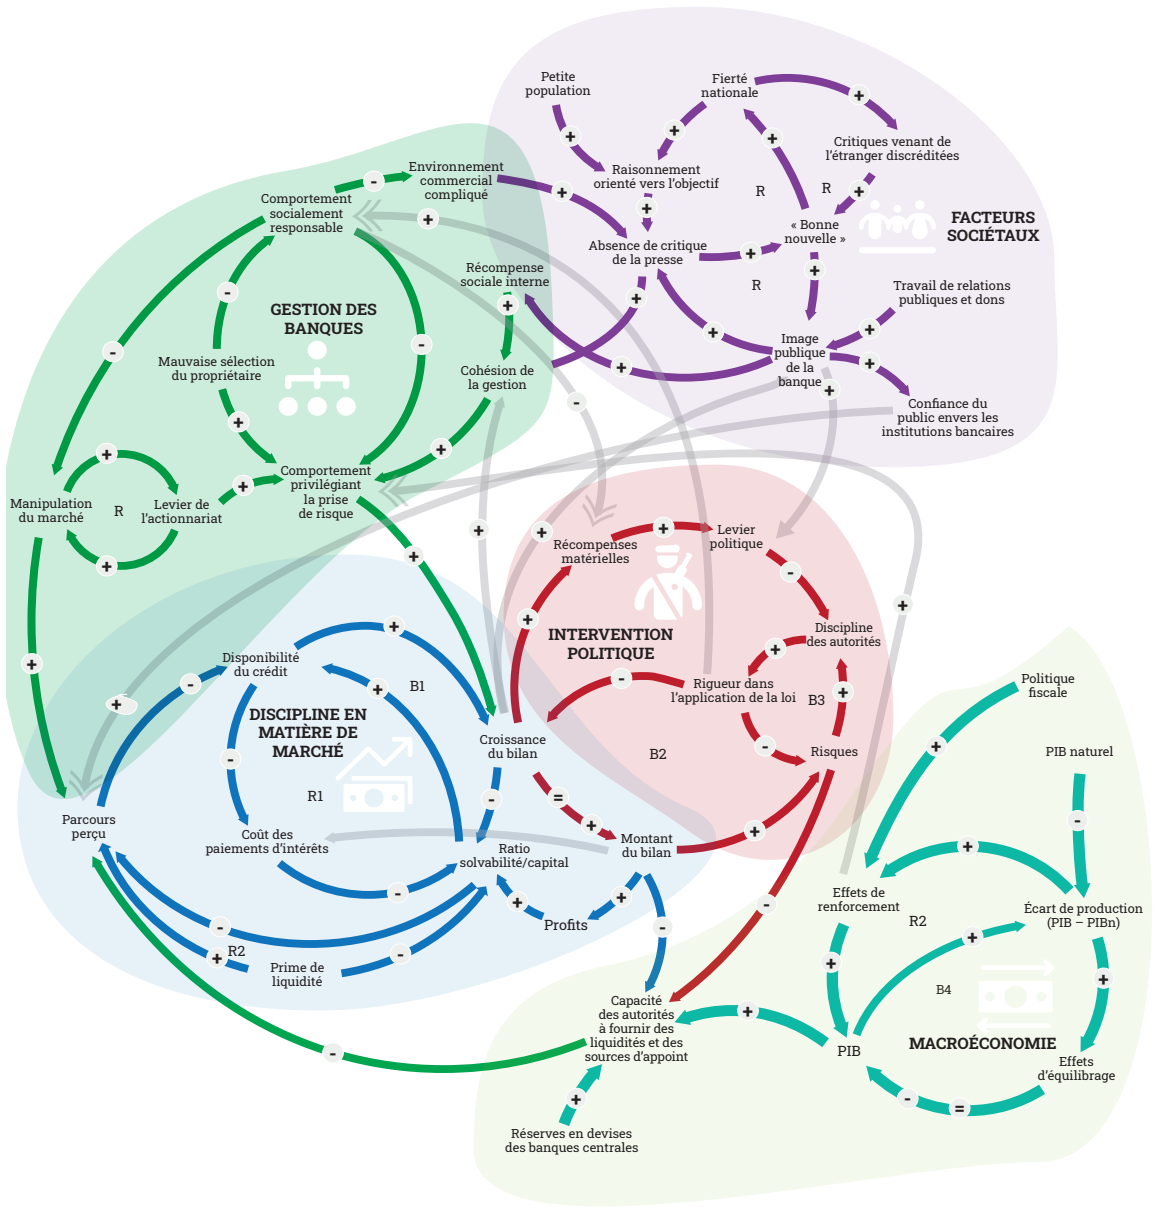 Petite
population
Fierté
nationale
Critiques venant de
l'étranger discréditées
Raisonnement
orienté vers l'objectif
R
R
« Bonne
nouvelle »
FACTEURS
SOCIÉTAUX
Absence de critique
de la presse
R
Travail de relations
publiques et dons
Image
publique
de la
banque
Confiance du
public envers les
institutions bancaires
Environnement
commercial
compliqué
Comportement
socialement
responsable
Récompense
sociale interne
GESTION DES
BANQUES
Mauvaise sélection
du propriétaire
Cohésion de
la gestion
Comportement
privilégiant
la prise
de risque
Manipulation
du marché
R
Levier de
l'actionnariat
Récompenses
matérielles
Levier
politique
INTERVENTION
POLITIQUE
Discipline
des autorités
Rigueur dans
l'application de la loi
B3
B2
Risques
Disponibilité
du crédit
B1
DISCIPLINE EN
MATIÈRE DE
MARCHÉ
Croissance
du bilan
R1
Parcours
perçu
Coût des
paiements d'intérêts
Ratio
solvabilité/capital
Montant
du bilan
Profits
R2
Prime de
liquidité
Politique
fiscale
PIB naturel
Effets de
renforcement
R2
Écart de production
(PIB – PIBn)
B4
Capacité
des autorités
à fournir des
liquidités et des
sources d'appoint
PIB
MACROÉCONOMIE
Effets
d'équilibrage
Réserves en devises
des banques centrales